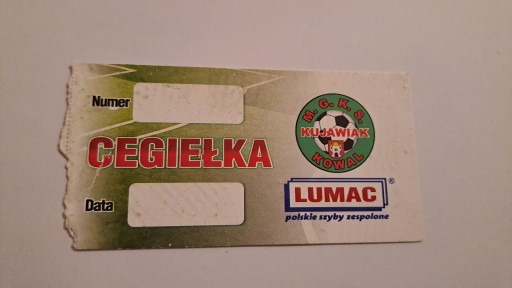 Numer
CEGIEŁKA
Data
M. G. K. S.
KUJAWIAK
KOWAL
LUMAC®
polskie szyby zespolone